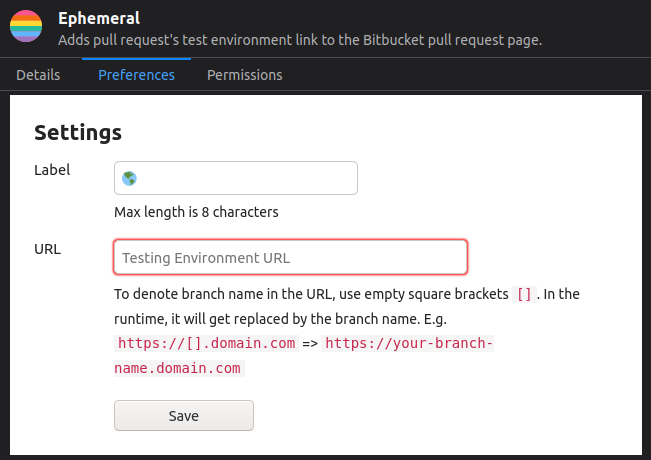 Ephemeral
Adds pull request's test environment link to the Bitbucket pull request page.
Details Preferences Permissions
Settings
Label 🌎
Max length is 8 characters
URL Testing Environment URL
To denote branch name in the URL, use empty square brackets []. In the
runtime, it will get replaced by the branch name. E.g.
https://[].domain.com => https://your-branch-
name.domain.com
Save